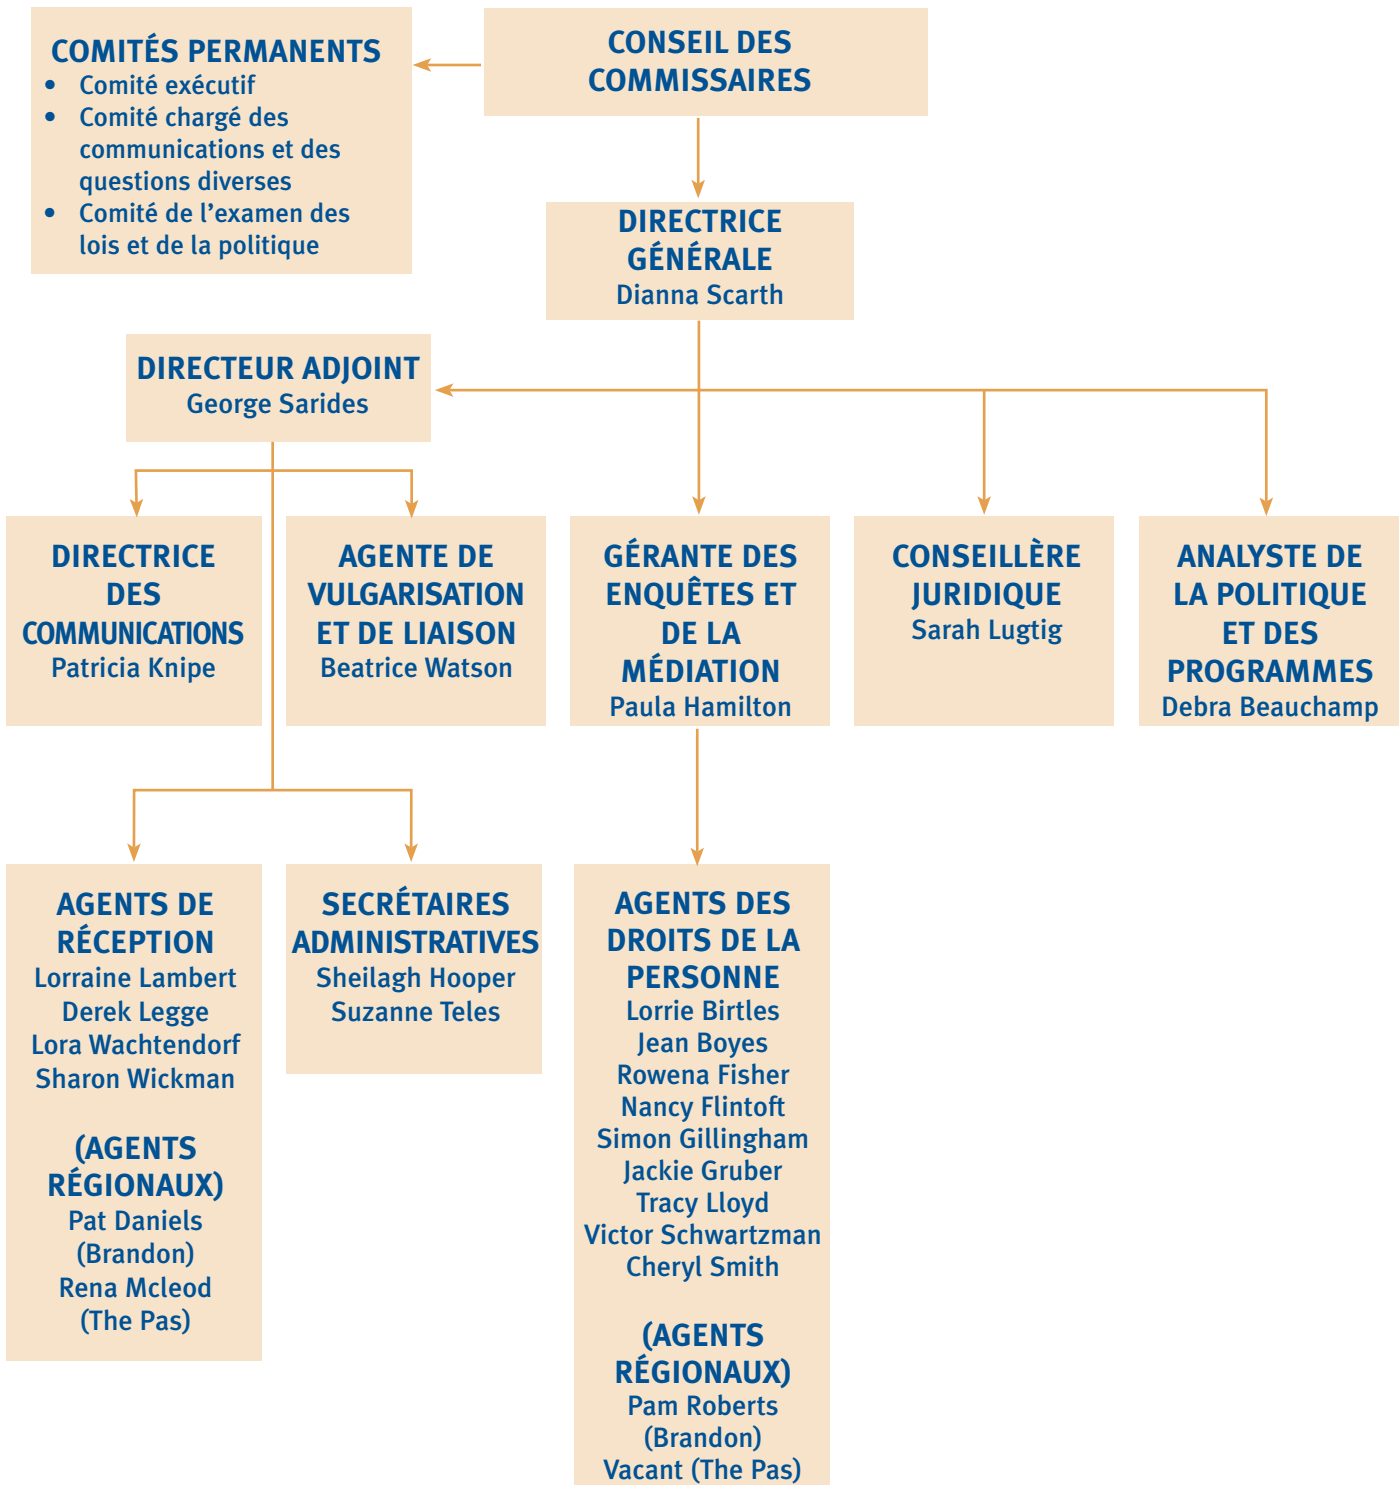 COMITÉS PERMANENTS
• Comité exécutif
• Comité chargé des
communications et des
questions diverses
• Comité de l’examen des
lois et de la politique
CONSEIL DES
COMMISSAIRES
DIRECTRICE
GÉNÉRALE
Dianna Scarth
DIRECTEUR ADJOINT
George Sarides
DIRECTRICE
DES
COMMUNICATIONS
Patricia Knipe
AGENTE DE
VULGARISATION
ET DE LIAISON
Beatrice Watson
GÉRANTE DES
ENQUÊTES ET
DE LA
MÉDIATION
Paula Hamilton
CONSEILLÈRE
JURIDIQUE
Sarah Lugtig
ANALYSTE DE
LA POLITIQUE
ET DES
PROGRAMMES
Debra Beauchamp
AGENTS DE
RÉCEPTION
Lorraine Lambert
Derek Legge
Lora Wachtendorf
Sharon Wickman
(AGENTS
RÉGIONAUX)
Pat Daniels
(Brandon)
Rena Mcleod
(The Pas)
SECRÉTAIRES
ADMINISTRATIVES
Sheilagh Hooper
Suzanne Teles
AGENTS DES
DROITS DE LA
PERSONNE
Lorrie Birtles
Jean Boyes
Rowena Fisher
Nancy Flintoft
Simon Gillingham
Jackie Gruber
Tracy Lloyd
Victor Schwartzman
Cheryl Smith
(AGENTS
RÉGIONAUX)
Pam Roberts
(Brandon)
Vacant (The Pas)